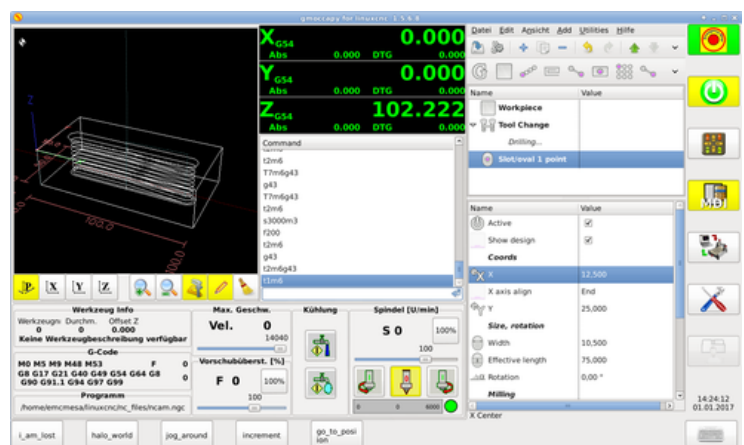 gmoccapy for linuxcnc 1.5.6.8
X G54 0.000
Abs 0.000 DTG 0.000
Y G54 0.000
Abs 0.000 DTG 0.000
Z G54 102.222
Abs 0.000 DTG 0.000
Z
100.0
Command
t2m6
T7m6g43
g43
t2m6
T7m6g43
g43
t2m6
s3000m3
f200
t2m6
g43
t2m6g43
t1m6
P X Y Z
Datei Edit Ansicht Add Utilities Hilfe
Name Value
Workpiece
Tool Change
Drilling...
Slot/oval 1 point
Name Value
Active
Show design
Coords
X 12,500
X axis align End
Y 25,000
Size, rotation
Width 10,500
Effective length 75,000
Rotation 0,00 °
Milling
X Center
MDI
14:24:12
01.01.2017
Werkzeug Info
Werkzeugnr Durchm. Offset Z
0 0 0.000
Keine Werkzeugbeschreibung verfügbar
G-Code
M0 M5 M9 M48 M53 F 0
G8 G17 G21 G40 G49 G54 G64 G8
G90 G91.1 G94 G97 G99 0
Programm
/home/emcmesa/linuxcnc/nc_files/ncam.ngc
Max. Geschw.
Vel. 0
14040
Vorschubüberst. [%]
F 0 100%
100
Kühlung
Spindel [U/min]
S 0 100%
100
0 0 6000
i_am_lost halo_world jog_around increment go_to_posi
ion